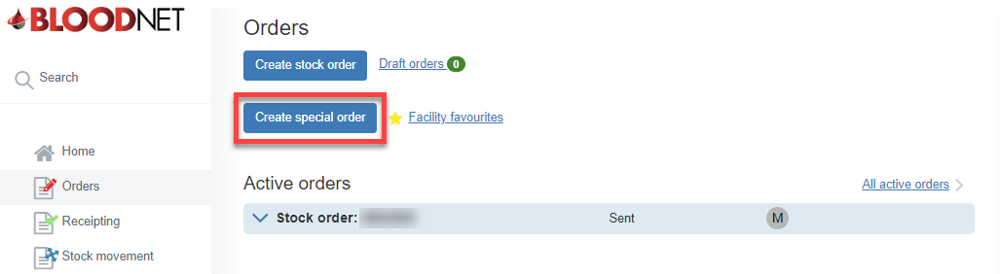 BLOODNET
Search
Home
Orders
Receipting
Stock movement
Orders
Create stock order Draft orders 0
Create special order Facility favourites
Active orders All active orders
Stock order: Sent M